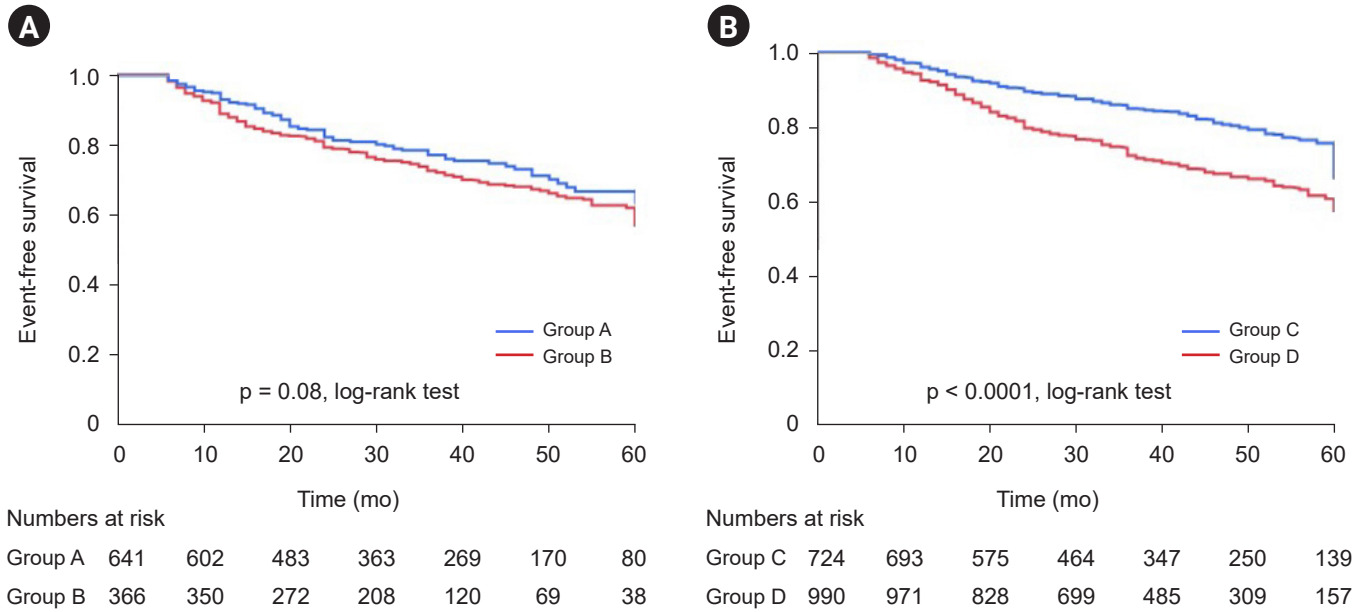 A
1.0
0.8
0.6
0.4
0.2
0
Event-free survival
Group A
Group B
p = 0.08, log-rank test
0 10 20 30 40 50 60
Time (mo)
Numbers at risk
Group A 641 602 483 363 269 170 80
Group B 366 350 272 208 120 69 38
B
1.0
0.8
0.6
0.4
0.2
0
Event-free survival
Group C
Group D
p < 0.0001, log-rank test
0 10 20 30 40 50 60
Time (mo)
Numbers at risk
Group C 724 693 575 464 347 250 139
Group D 990 971 828 699 485 309 157